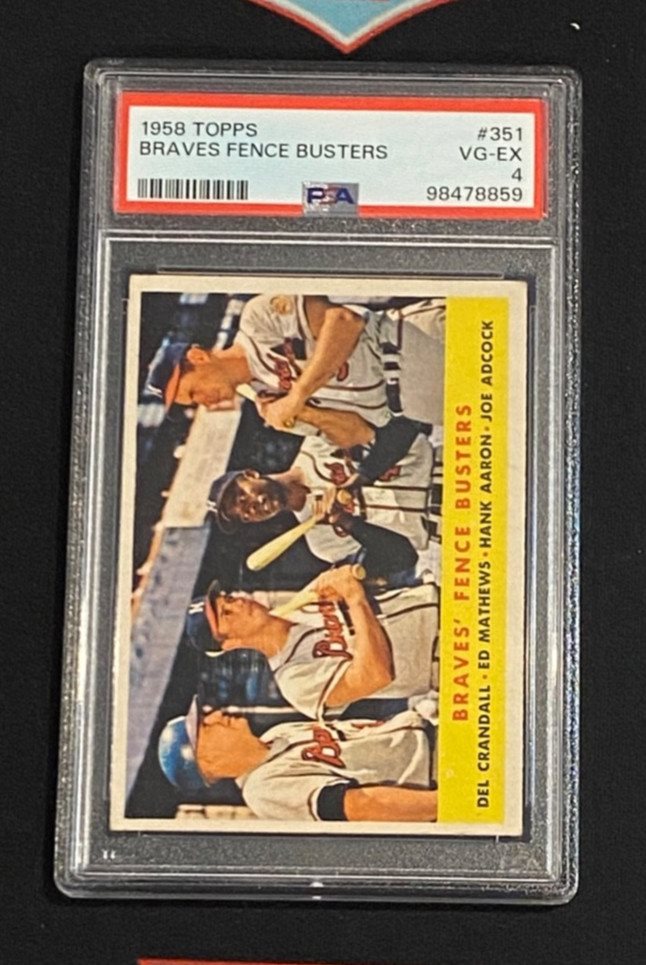 1958 TOPPS #351
BRAVES FENCE BUSTERS VG-EX
4
PSA 98478859
BRAVES' FENCE BUSTERS
DEL CRANDALL • ED MATHEWS • HANK AARON • JOE ADCOCK